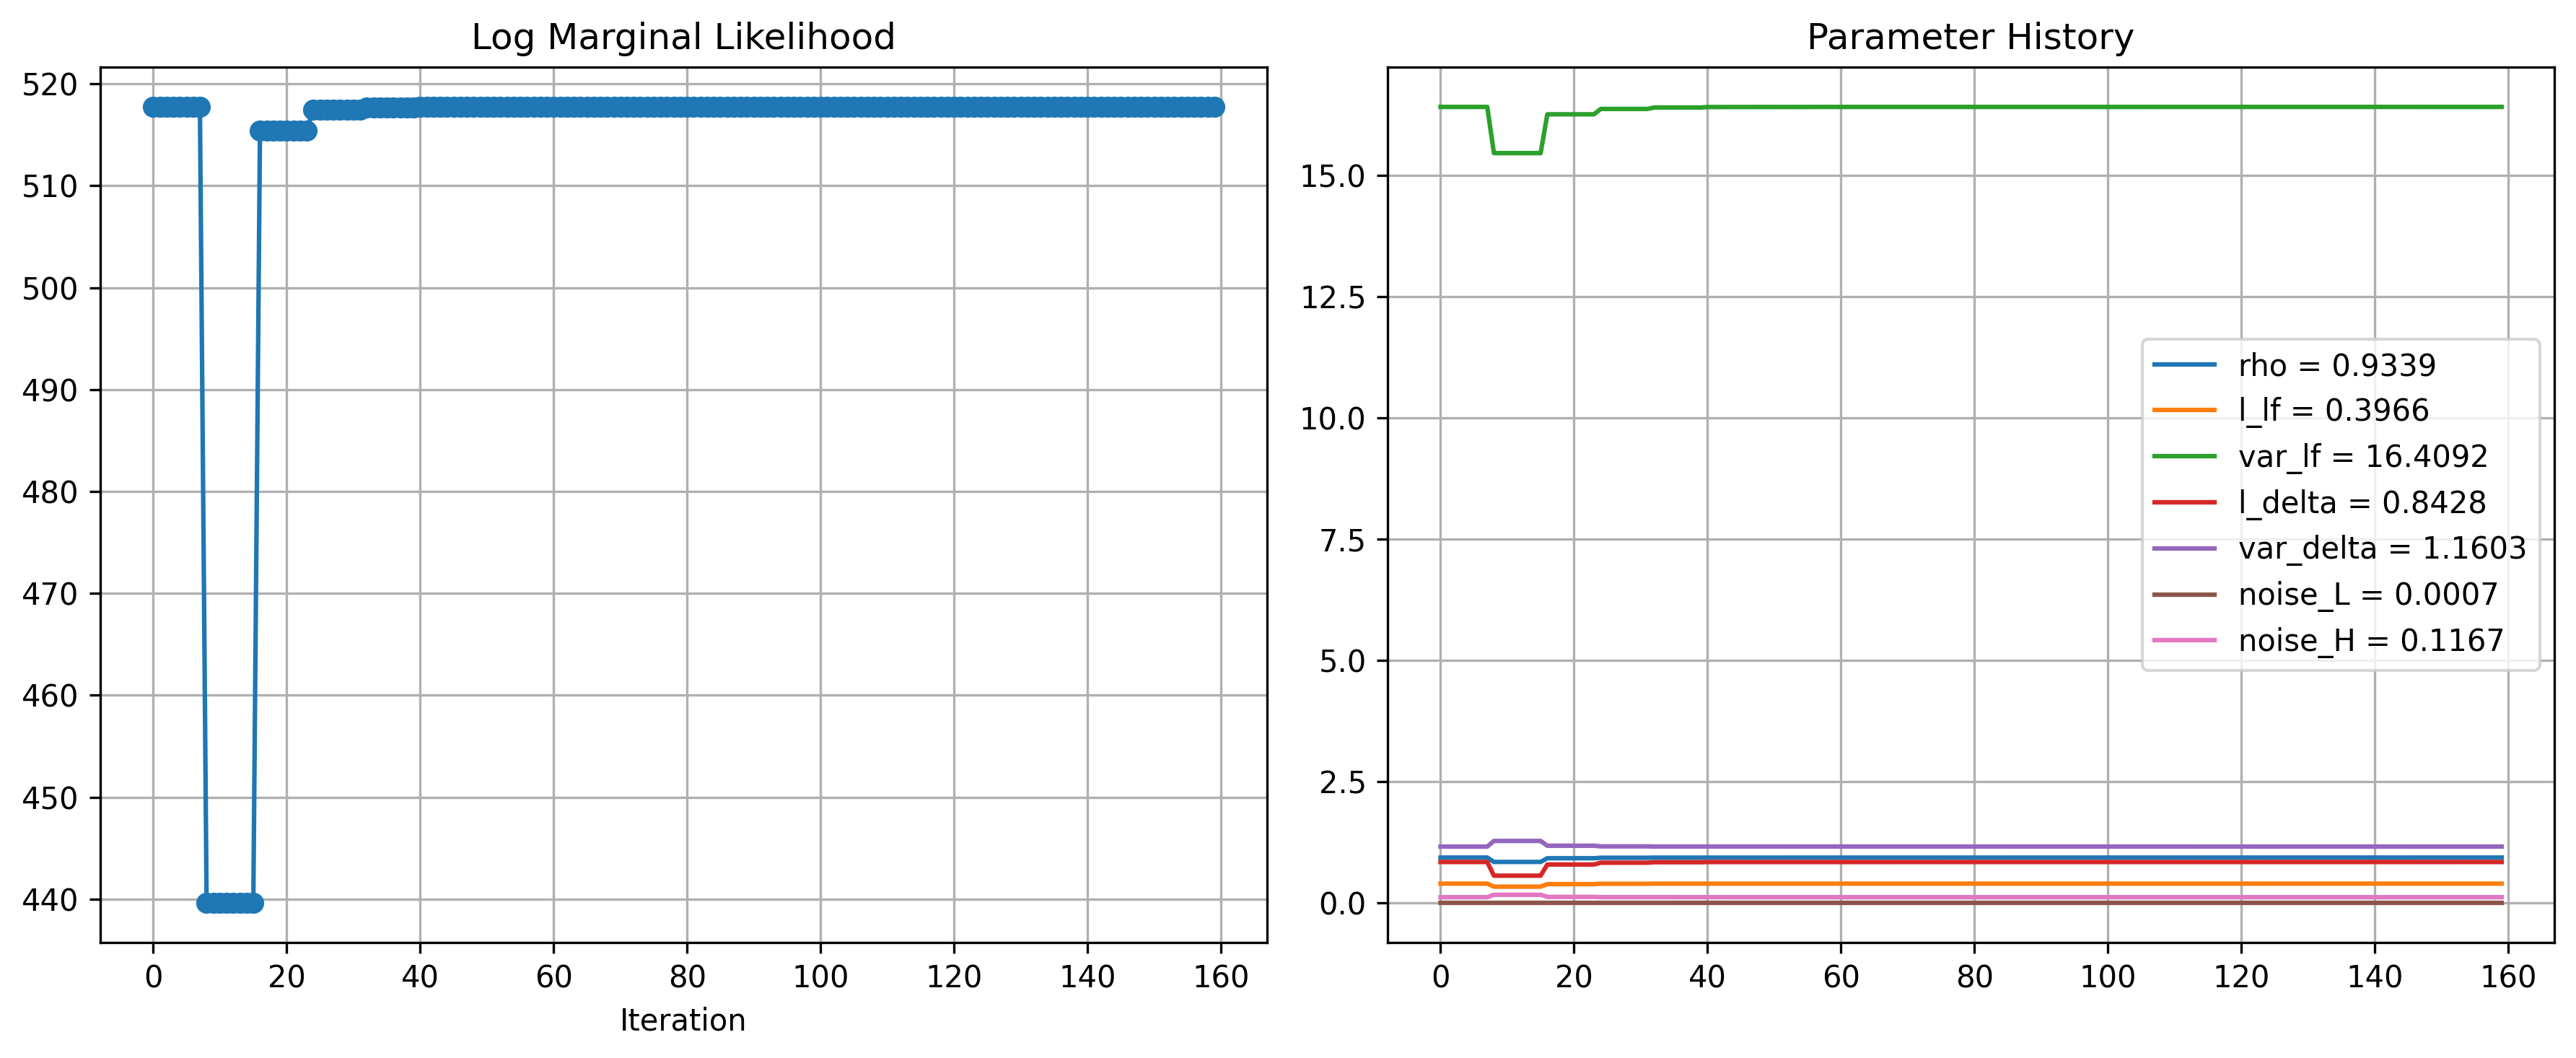 Log Marginal Likelihood
520
510
500
490
480
470
460
450
440
0 20 40 60 80 100 120 140 160
Iteration
Parameter History
15.0
12.5
10.0
7.5
5.0
2.5
0.0
0 20 40 60 80 100 120 140 160
rho = 0.9339
l_lf = 0.3966
var_lf = 16.4092
l_delta = 0.8428
var_delta = 1.1603
noise_L = 0.0007
noise_H = 0.1167